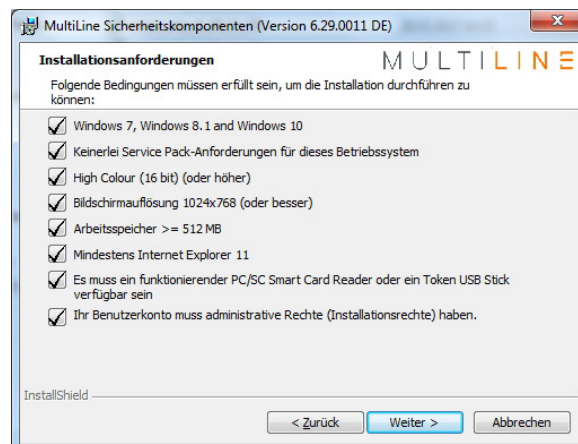 MultiLine Sicherheitskomponenten (Version 6.29.0011 DE)
Installationsanforderungen
MULTILINE
Folgende Bedingungen müssen erfüllt sein, um die Installation durchführen zu
können:
Windows 7, Windows 8.1 and Windows 10
Keinerlei Service Pack-Anforderungen für dieses Betriebssystem
High Colour (16 bit) (oder höher)
Bildschirmauflösung 1024x768 (oder besser)
Arbeitsspeicher >= 512 MB
Mindestens Internet Explorer 11
Es muss ein funktionierender PC/SC Smart Card Reader oder ein Token USB Stick
verfügbar sein
Ihr Benutzerkonto muss administrative Rechte (Installationsrechte) haben.
InstallShield
< Zurück
Weiter >
Abbrechen